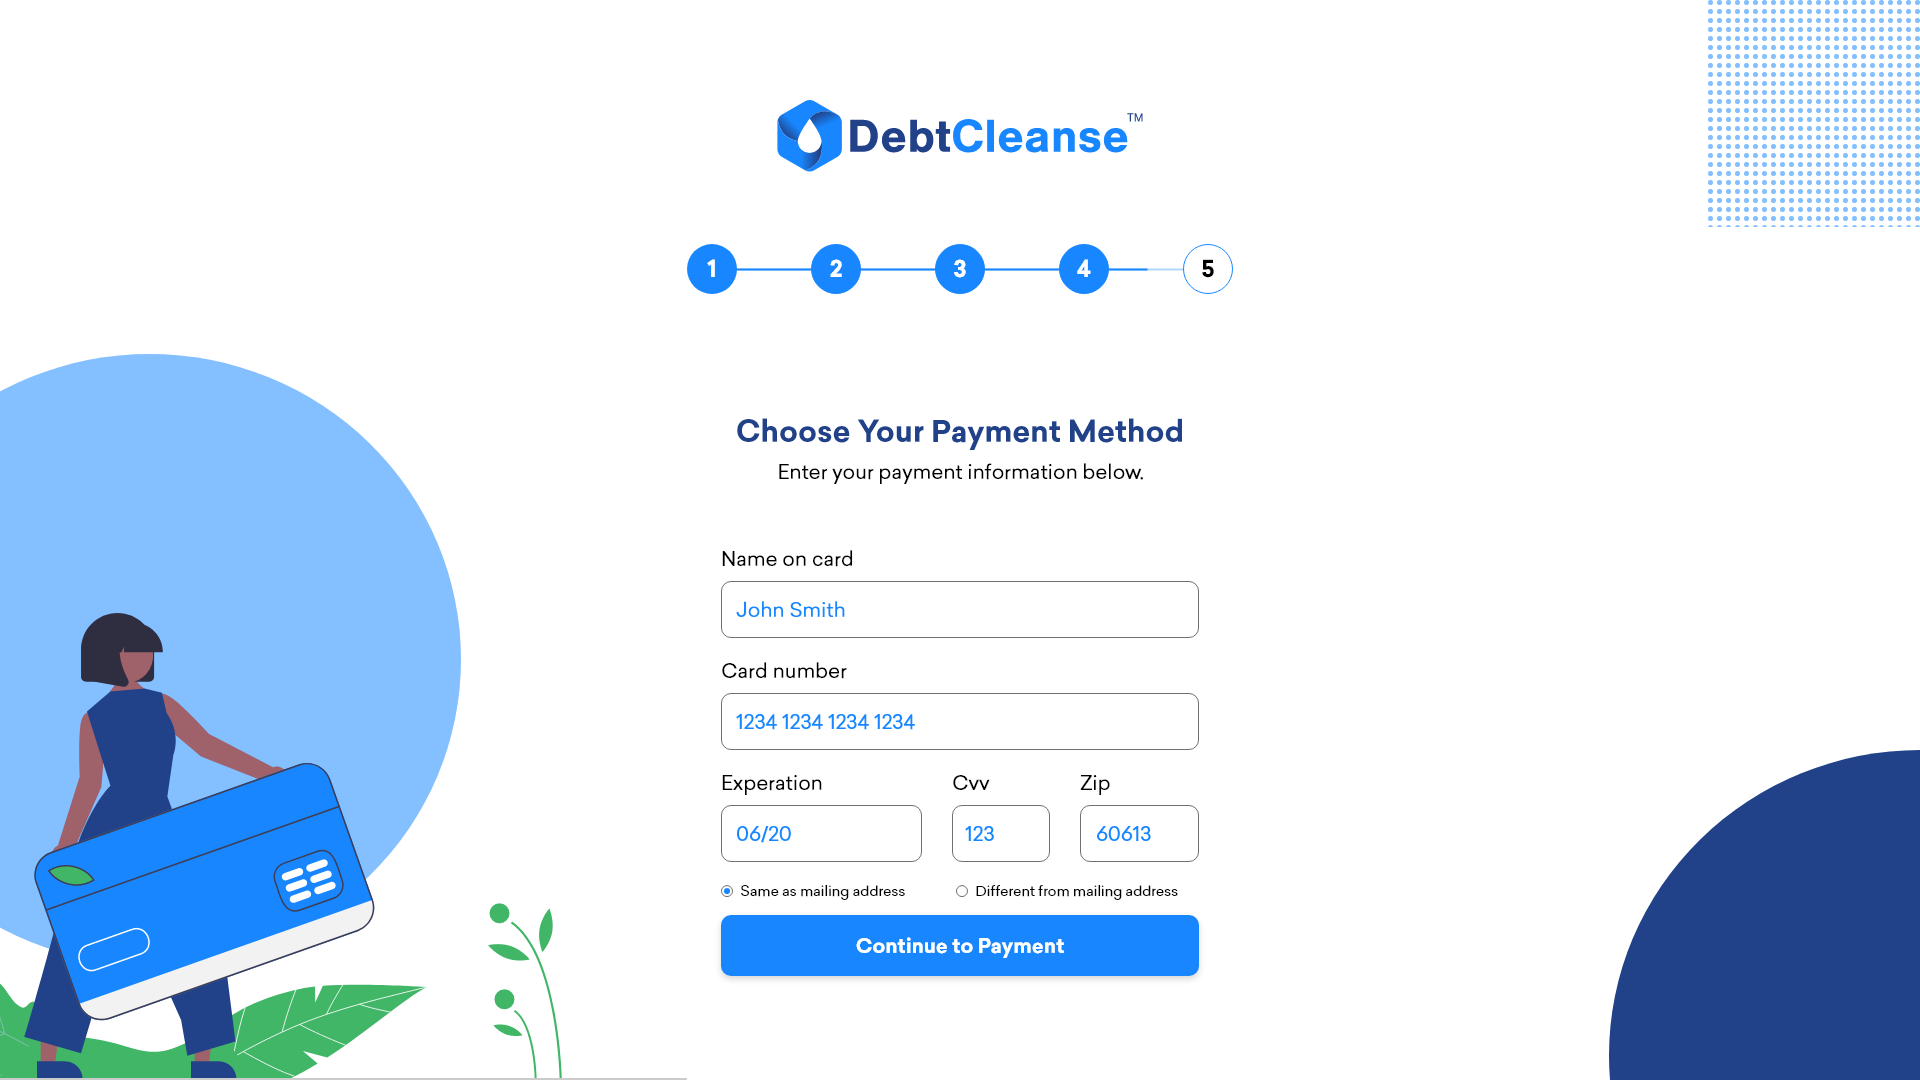 DebtCleanse™
1 2 3 4 5
Choose Your Payment Method
Enter your payment information below.
Name on card
John Smith
Card number
1234 1234 1234 1234
Experation Cvv Zip
06/20 123 60613
Same as mailing address Different from mailing address
Continue to Payment